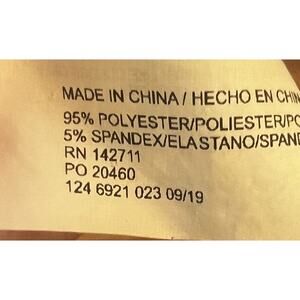 MADE IN CHINA / HECHO EN CHIN
95% POLYESTER/POLIESTER/PO
5% SPANDEX/ELASTANO/SPAN
RN 142711
PO 20460
124 6921 023 09/19